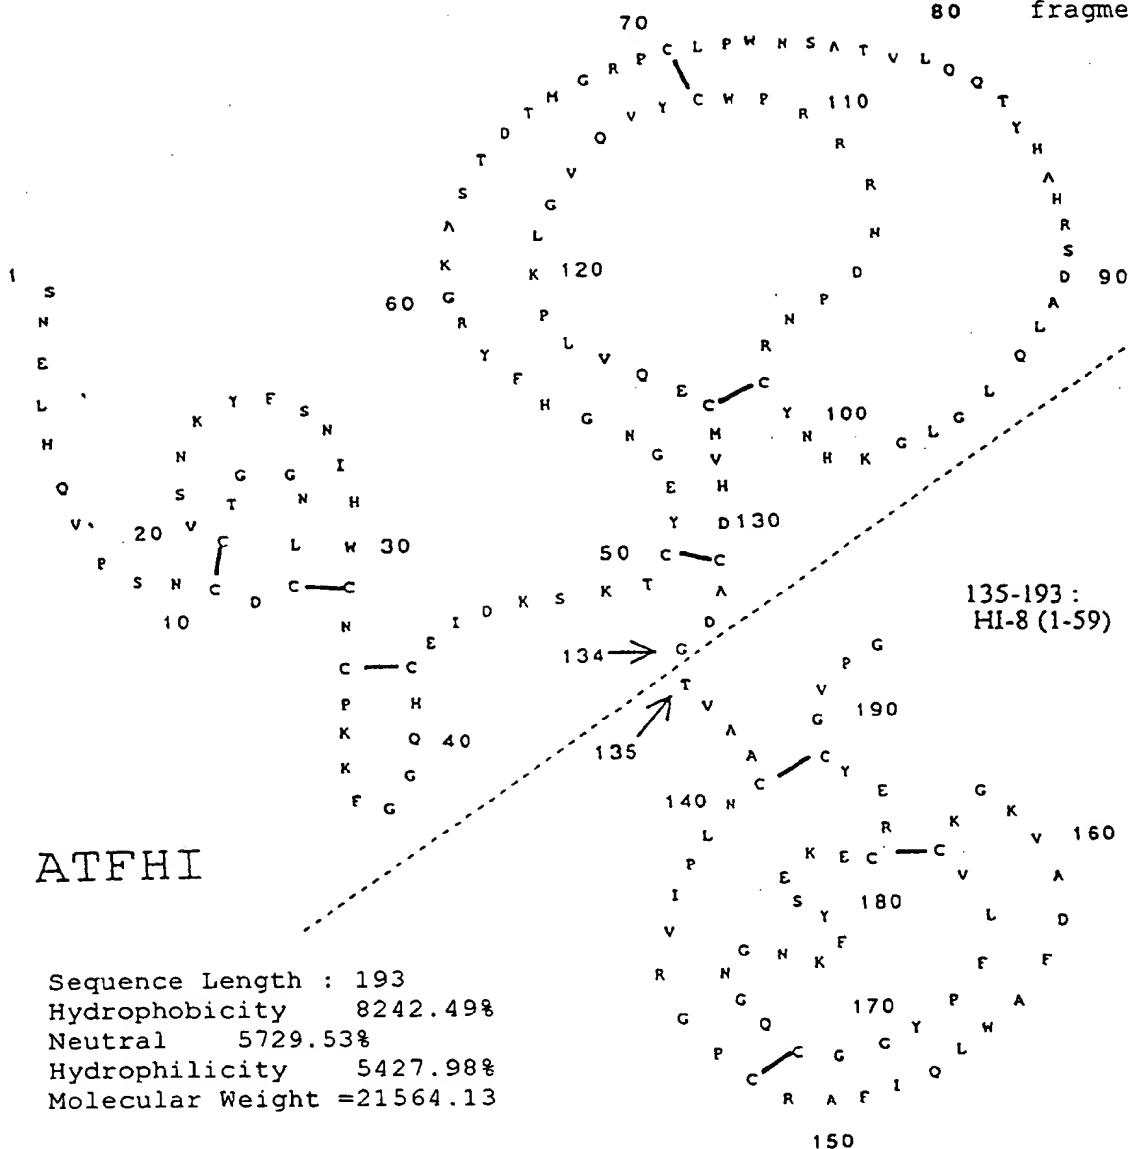 70
80
fragme
C L P W N S A T V L Q Q T Y H A H R S D A L Q L G L G K H N Y C R N P D N R R R P W C Y V Q V G L K P L V Q E C M V H D C A D G
110
120
1
60
90
100
S N E L H Q V P S N C D C L N G G T C V S N K Y F S N I H W C N C P K K F G G Q H C E I D K S K T C Y E G N G H F Y R G K A S T D T M G R P
20
30
10
50
130
40
135-193 :
HI-8 (1-59)
134
135
T V A A C N L P I V R G P C R A F I Q L W A F D A V K G K C V L F P Y G G C Q G N G N K F Y S E K E C R E Y C G V P G
190
140
160
180
170
150
ATFHI
Sequence Length : 193
Hydrophobicity 8242.49%
Neutral 5729.53%
Hydrophilicity 5427.98%
Molecular Weight =21564.13